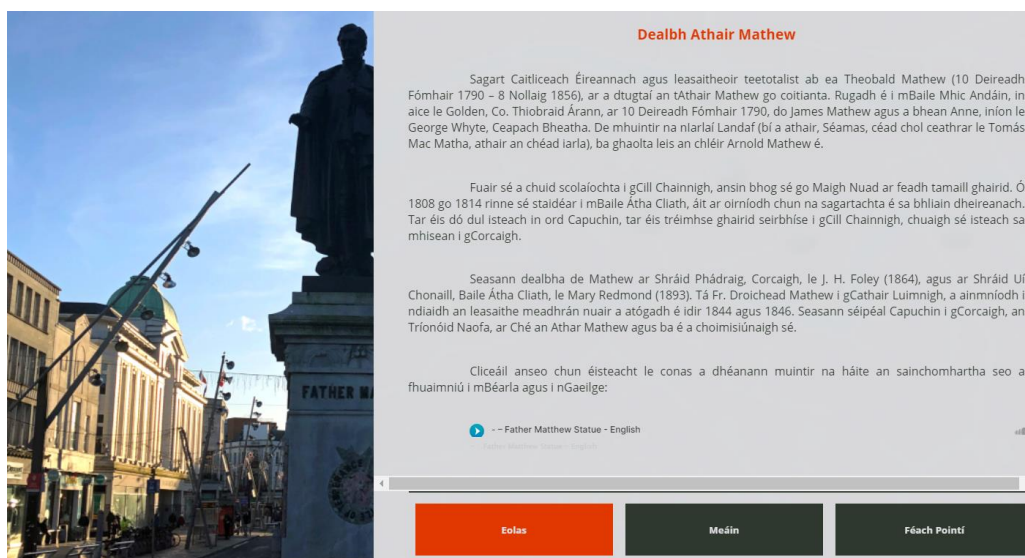 Dealbh Athair Mathew
Sagart Caitliceach Éireannach agus leasaitheoir teetotalist ab ea Theobald Mathew (10 Deireadh
Fómhair 1790 – 8 Nollaig 1856), ar a dtugtaí an tAthair Mathew go coitianta. Rugadh é i mBaile Mhic Andáin, in
aice le Golden, Co. Thiobraid Árann, ar 10 Deireadh Fómhair 1790, do James Mathew agus a bhean Anne, iníon le
George Whyte, Ceapach Bheatha. De mhuintir na nIarlaí Landaf (bí a athair, Séamas, céad chol ceathrar le Tomás
Mac Matha, athair an chéad iarla), ba ghaolta leis an chléir Arnold Mathew é.
Fuair sé a chuid scolaíochta i gCill Chainnigh, ansin bhog sé go Maigh Nuad ar feadh tamaill ghairid. Ó
1808 go 1814 rinne sé staidéar i mBaile Átha Cliath, áit ar oirníodh chun na sagartachta é sa bhliain dheireanach.
Tar éis dó dul isteach in ord Capuchin, tar éis tréimhse ghairid seirbhíse i gCill Chainnigh, chuaigh sé isteach sa
mhisean i gCorcaigh.
Seasann dealbha de Mathew ar Shráid Phádraig, Corcaigh, le J. H. Foley (1864), agus ar Shráid Uí
Chonaill, Baile Átha Cliath, le Mary Redmond (1893). Tá Fr. Droichead Mathew i gCathair Luimnigh, a ainmníodh i
ndiaidh an leasaithe meadhrán nuair a atógadh é idir 1844 agus 1846. Seasann séipéal Capuchin i gCorcaigh, an
Tríonóid Naofa, ar Ché an Athar Mathew agus ba é a choimisiúnaigh sé.
Cliceáil anseo chun éisteacht le conas a dhéanann muintir na háite an sainchomhartha seo a
fhuaimniú i mBéarla agus i nGaeilge:
- – Father Matthew Statue - English
Father Matthew Statue – English
FATHER M
Eolas
Meáin
Féach Pointí